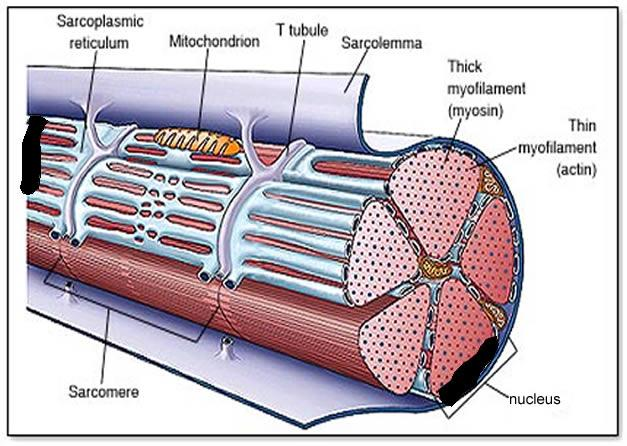 Sarcoplasmic
reticulum
Mitochondrion
T tubule
Sarcolemma
Thick
myofilament
(myosin)
Thin
myofilament
(actin)
Sarcomere
nucleus